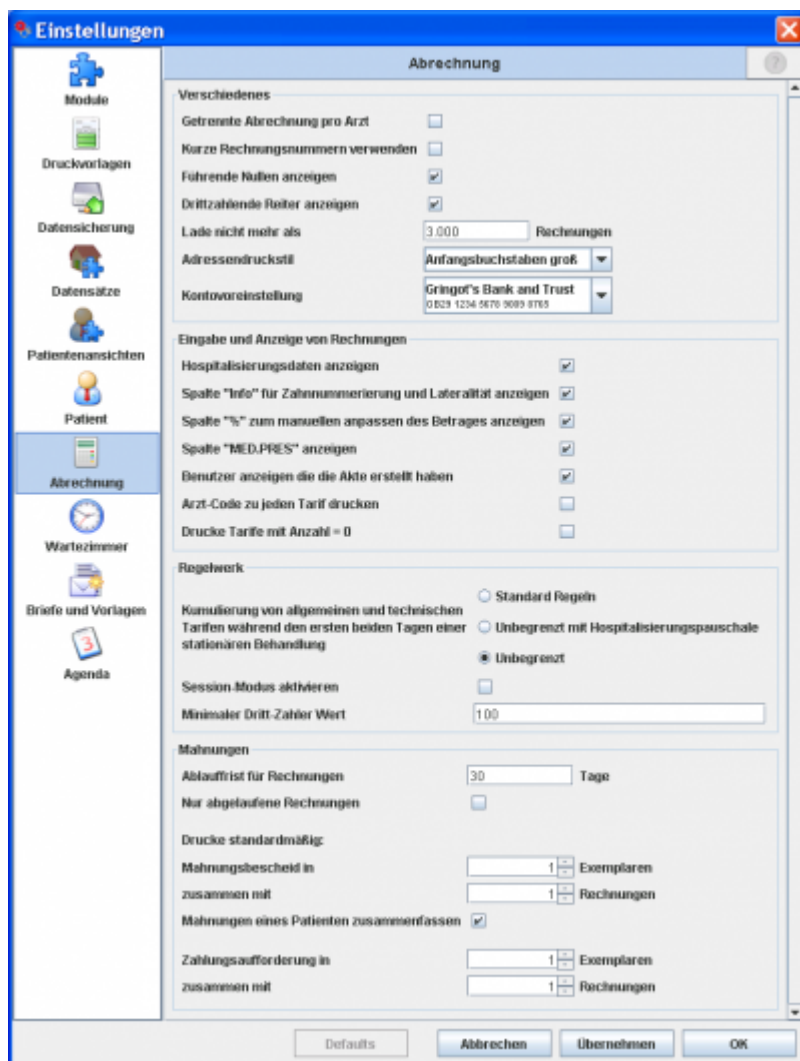 Einstellungen
Abrechnung
?
Module
Druckvorlagen
Datensicherung
Datensätze
Patientenansichten
Patient
Abrechnung
Wartezimmer
Briefe und Vorlagen
3
Agenda
Verschiedenes
Getrennte Abrechnung pro Arzt
Kurze Rechnungsnummern verwenden
Führende Nullen anzeigen
Drittzahlende Reiter anzeigen
Lade nicht mehr als 3.000 Rechnungen
Adressendruckstil Anfangsbuchstaben groß
Kontovoreinstellung Gringot's Bank and Trust
GB29 1234 5678 9009 8765
Eingabe und Anzeige von Rechnungen
Hospitalisierungsdaten anzeigen
Spalte "Info" für Zahnnummerierung und Lateralität anzeigen
Spalte "%" zum manuellen anpassen des Betrages anzeigen
Spalte "MED.PRES" anzeigen
Benutzer anzeigen die die Akte erstellt haben
Arzt-Code zu jeden Tarif drucken
Drucke Tarife mit Anzahl = 0
Regelwerk
Kumulierung von allgemeinen und technischen
Tarifen während den ersten beiden Tagen einer
stationären Behandlung
Standard Regeln
Unbegrenzt mit Hospitalisierungspauschale
Unbegrenzt
Session-Modus aktivieren
Minimaler Dritt-Zahler Wert 100
Mahnungen
Ablauffrist für Rechnungen 30 Tage
Nur abgelaufene Rechnungen
Drucke standardmäßig:
Mahnungsbescheid in 1 Exemplaren
zusammen mit 1 Rechnungen
Mahnungen eines Patienten zusammenfassen
Zahlungsaufforderung in 1 Exemplaren
zusammen mit 1 Rechnungen
Defaults Abbrechen Übernehmen OK